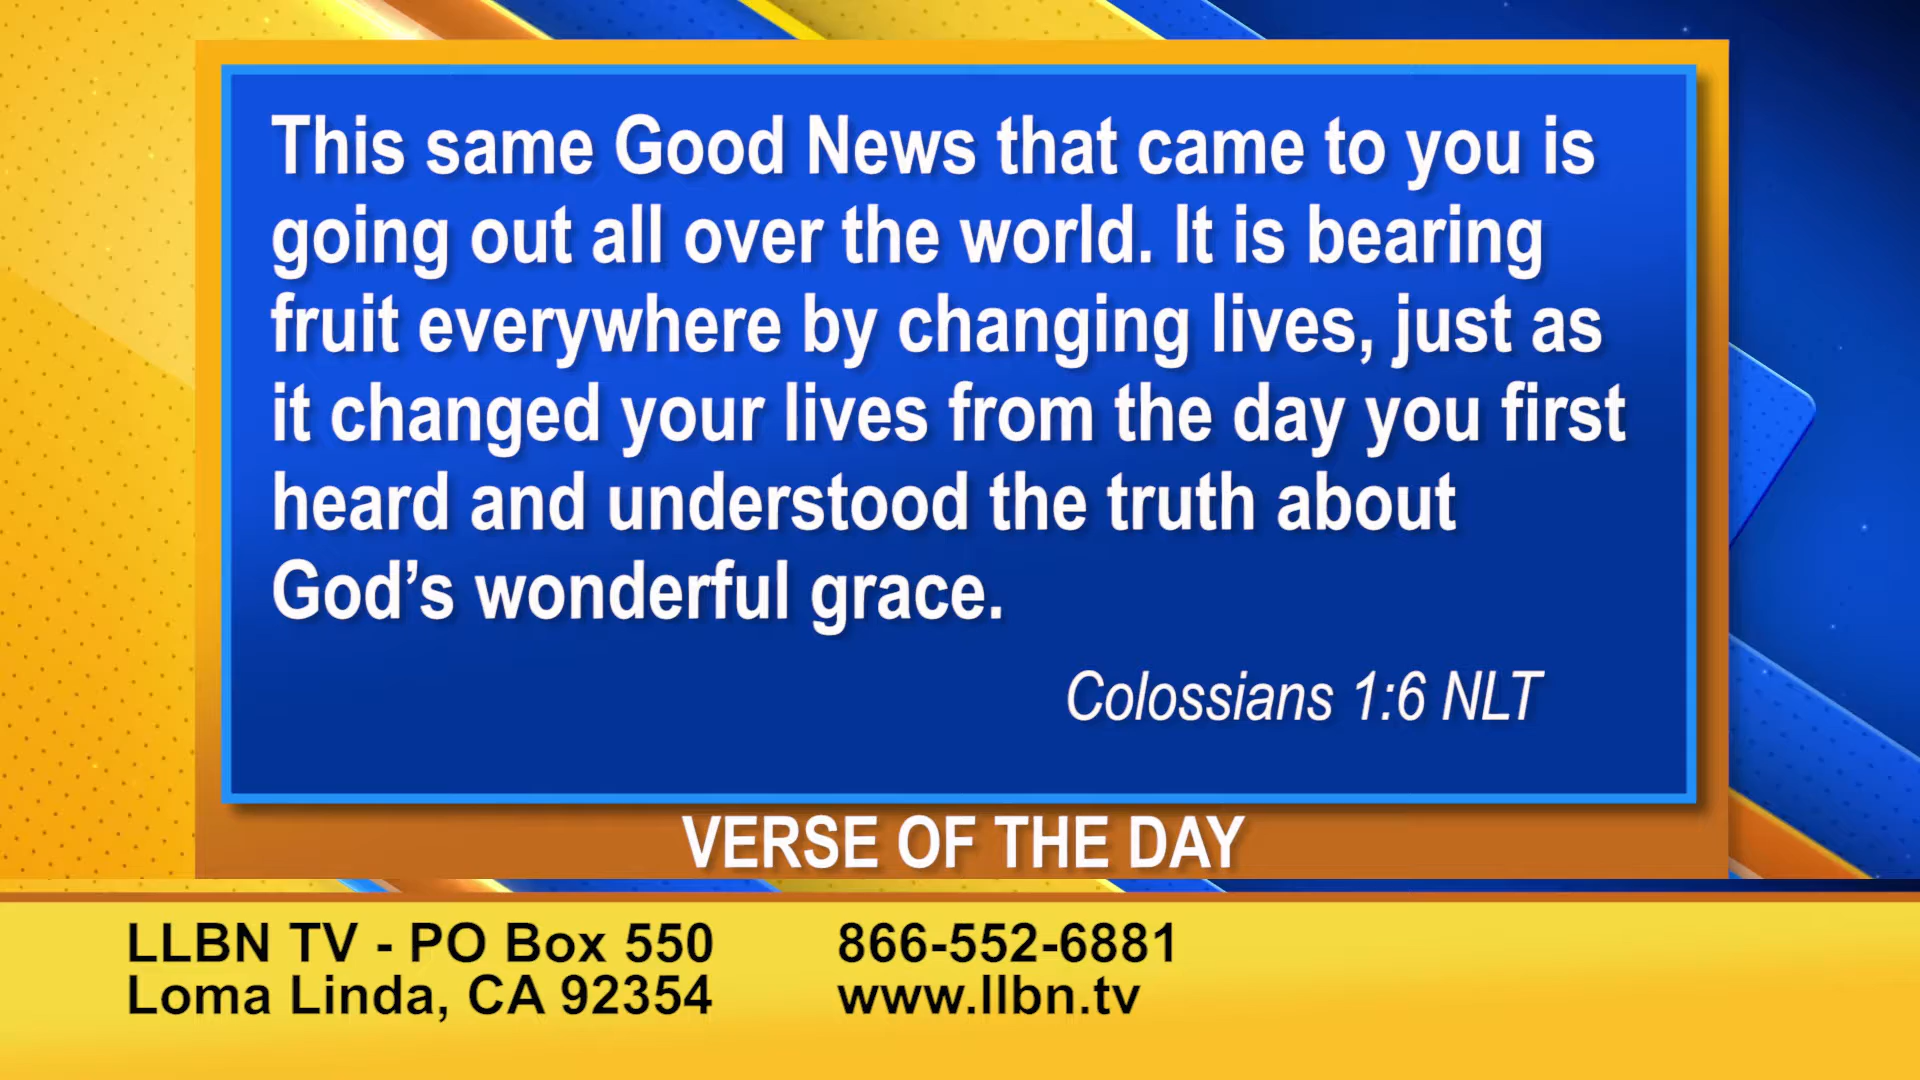 This same Good News that came to you is
going out all over the world. It is bearing
fruit everywhere by changing lives, just as
it changed your lives from the day you first
heard and understood the truth about
God’s wonderful grace.
Colossians 1:6 NLT
VERSE OF THE DAY
LLBN TV - PO Box 550
Loma Linda, CA 92354
866-552-6881
www.llbn.tv